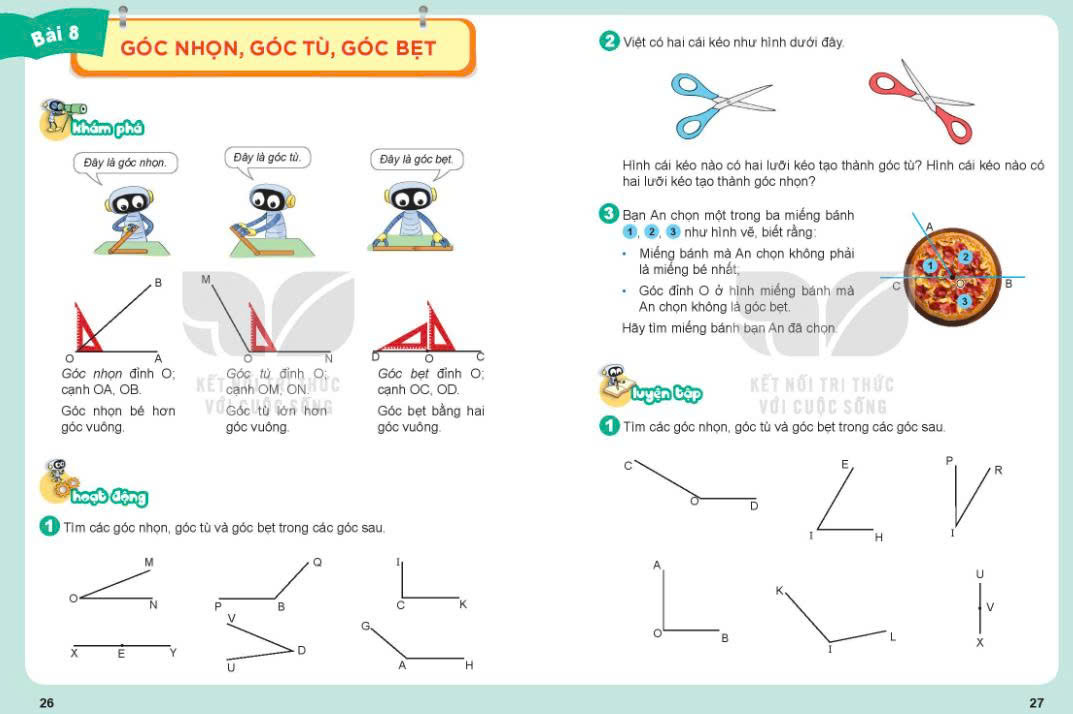 Bài 8
GÓC NHỌN, GÓC TÙ, GÓC BẸT
khám phá
Đây là góc nhọn.
Đây là góc tù.
Đây là góc bẹt.
B
O
A
M
O
N
D
O
C
Góc nhọn đỉnh O;
cạnh OA, OB.
Góc nhọn bé hơn
góc vuông.
Góc tù đỉnh O;
cạnh OM, ON.
Góc tù lớn hơn
góc vuông.
Góc bẹt đỉnh O;
cạnh OC, OD.
Góc bẹt bằng hai
góc vuông.
KẾT NỐI TRI THỨC
VỚI CUỘC SỐNG
hoạt động
1 Tìm các góc nhọn, góc tù và góc bẹt trong các góc sau.
M
O
N
Q
P
B
I
C
K
X
E
Y
V
D
U
G
A
H
26
2 Việt có hai cái kéo như hình dưới đây.
Hình cái kéo nào có hai lưỡi kéo tạo thành góc tù? Hình cái kéo nào có
hai lưỡi kéo tạo thành góc nhọn?
3 Bạn An chọn một trong ba miếng bánh
1, 2, 3 như hình vẽ, biết rằng:
• Miếng bánh mà An chọn không phải
là miếng bé nhất;
• Góc đỉnh O ở hình miếng bánh mà
An chọn không là góc bẹt.
Hãy tìm miếng bánh bạn An đã chọn.
A
1
2
C
O
B
3
KẾT NỐI TRI THỨC
VỚI CUỘC SỐNG
luyện tập
1 Tìm các góc nhọn, góc tù và góc bẹt trong các góc sau.
C
O
D
E
I
H
P
R
I
A
O
B
K
I
L
U
V
X
27